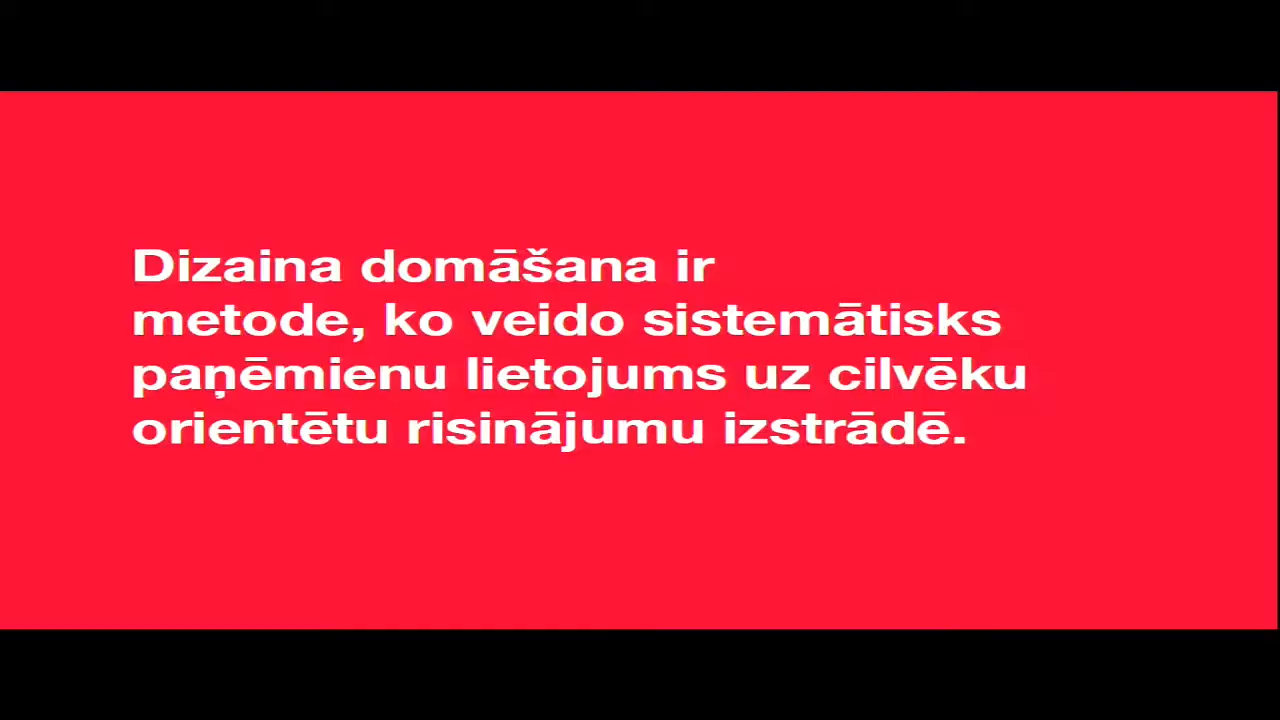 Dizaina domāšana ir
metode, ko veido sistemātisks
paņēmienu lietojums uz cilvēku
orientētu risinājumu izstrādē.